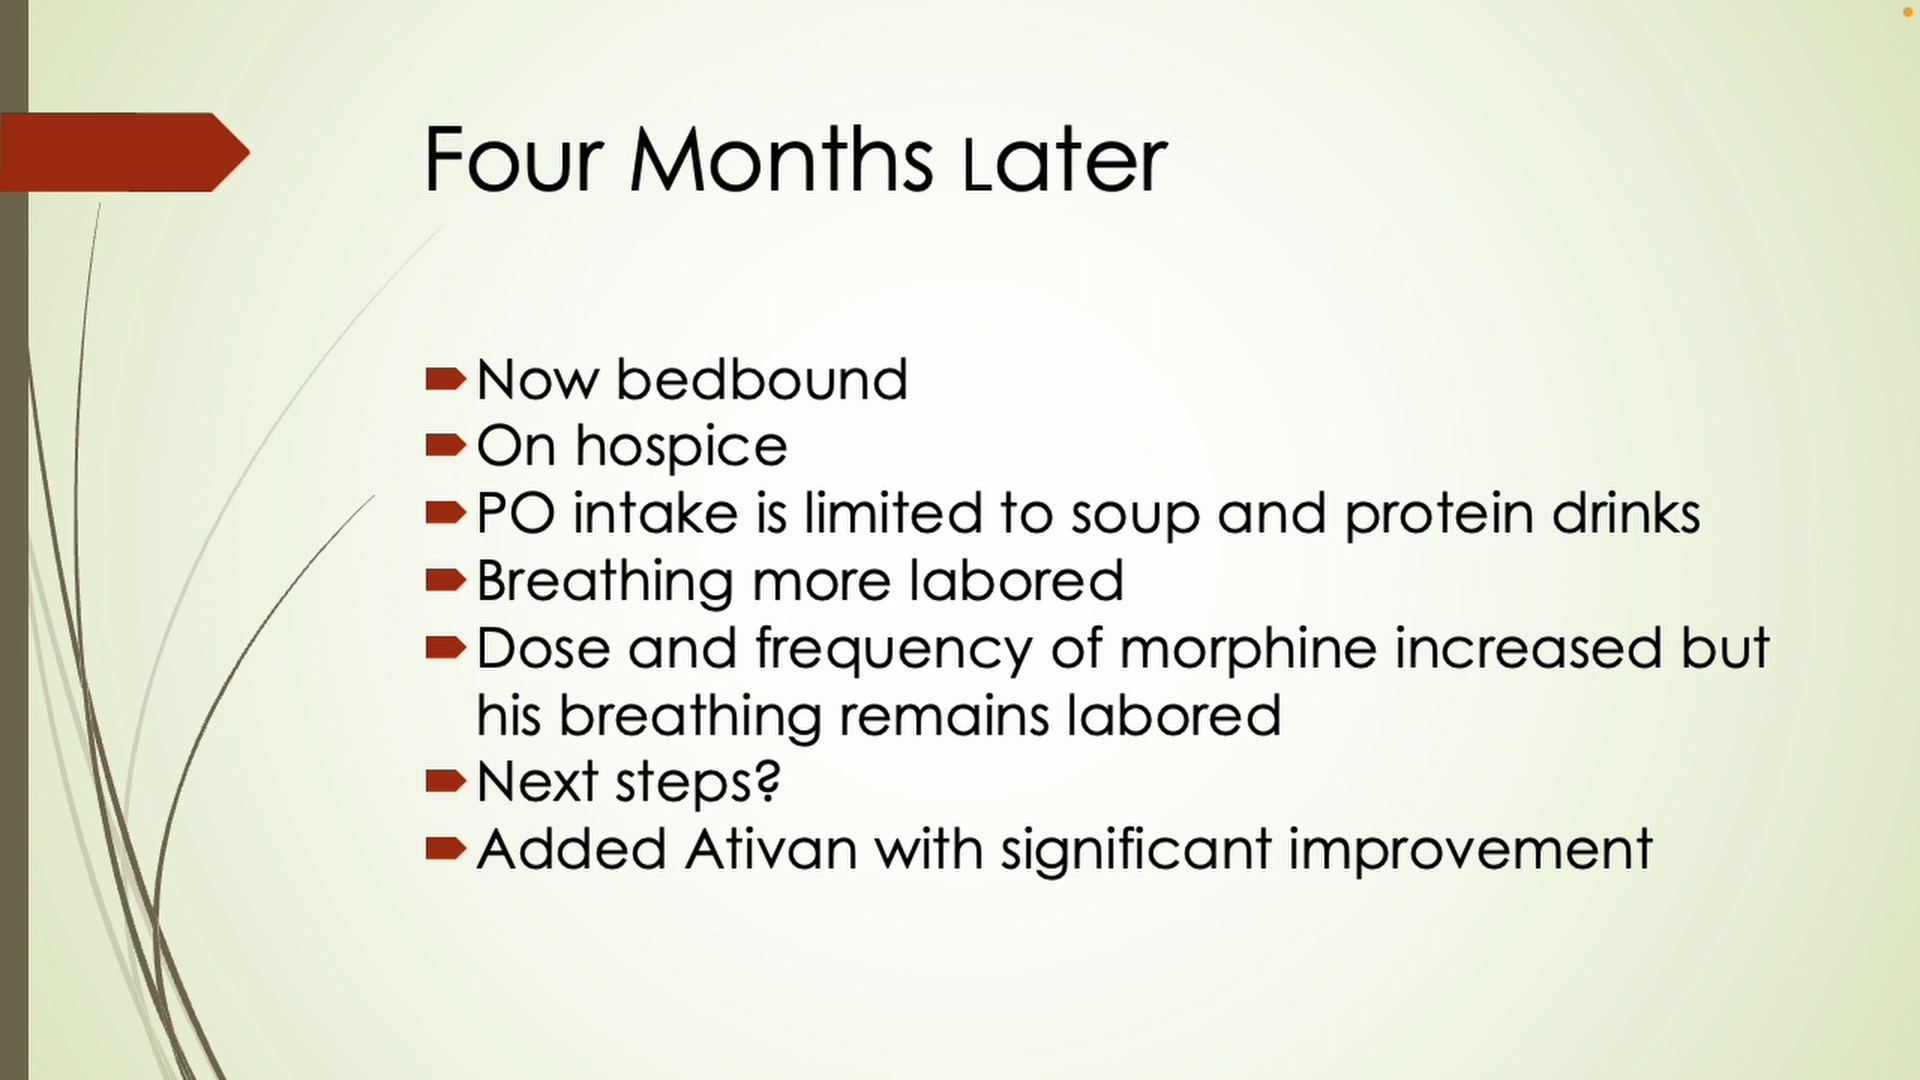 Four Months Later
Now bedbound
On hospice
PO intake is limited to soup and protein drinks
Breathing more labored
Dose and frequency of morphine increased but
his breathing remains labored
Next steps?
Added Ativan with significant improvement